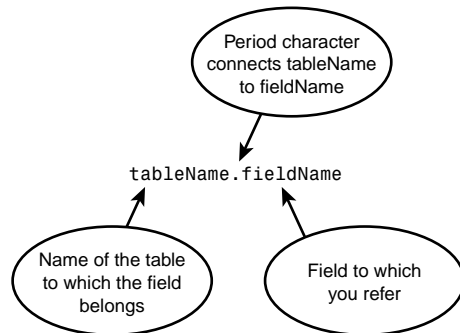 Period character
connects tableName
to fieldName
tableName.fieldName
Name of the table
to which the field
belongs
Field to which
you refer